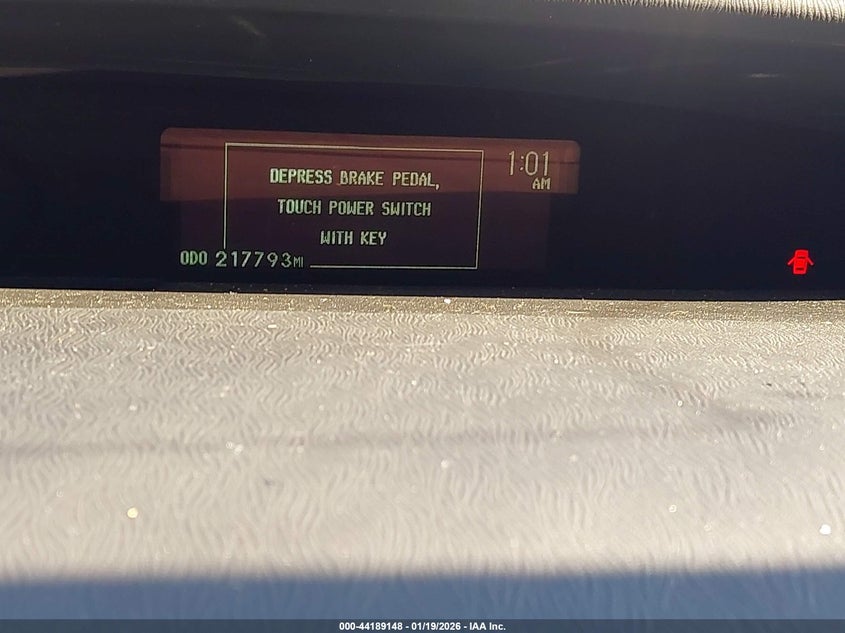 DEPRESS BRAKE PEDAL,
TOUCH POWER SWITCH
WITH KEY
1:01
AM
ODO 217793MI
000-44189148 - 01/19/2026 - IAA Inc.